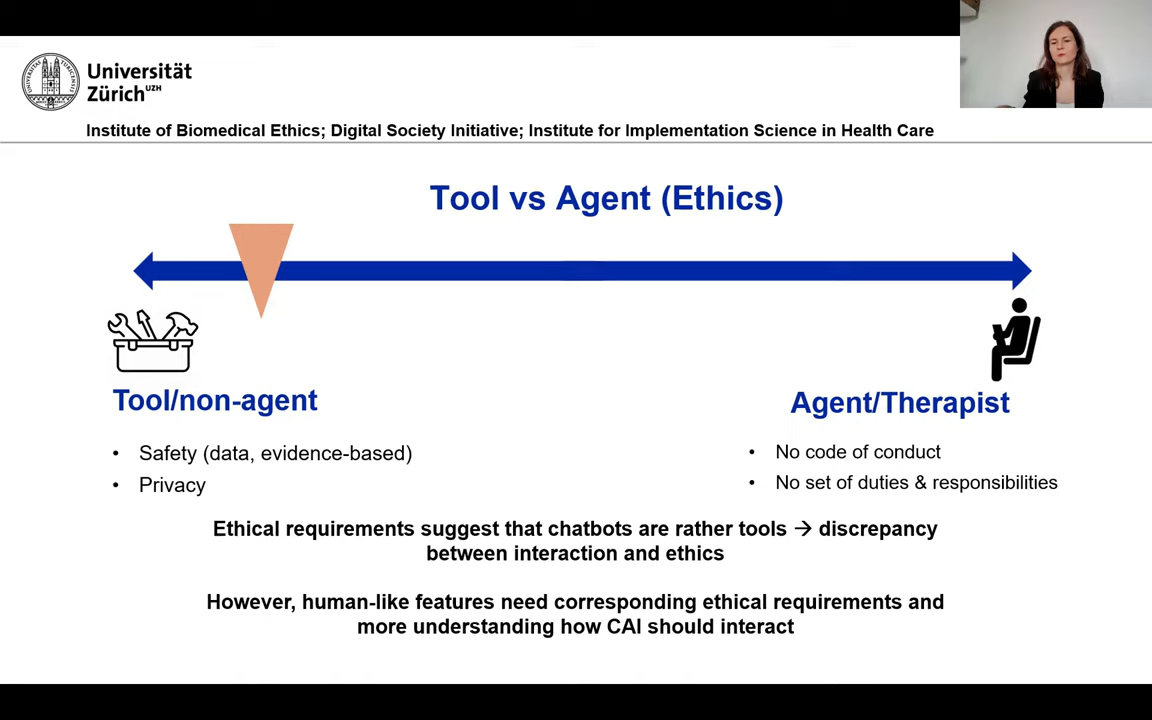 Universität
Zürich UZH
Institute of Biomedical Ethics; Digital Society Initiative; Institute for Implementation Science in Health Care
Tool vs Agent (Ethics)
Tool/non-agent
• Safety (data, evidence-based)
• Privacy
Agent/Therapist
• No code of conduct
• No set of duties & responsibilities
Ethical requirements suggest that chatbots are rather tools → discrepancy
between interaction and ethics
However, human-like features need corresponding ethical requirements and
more understanding how CAI should interact